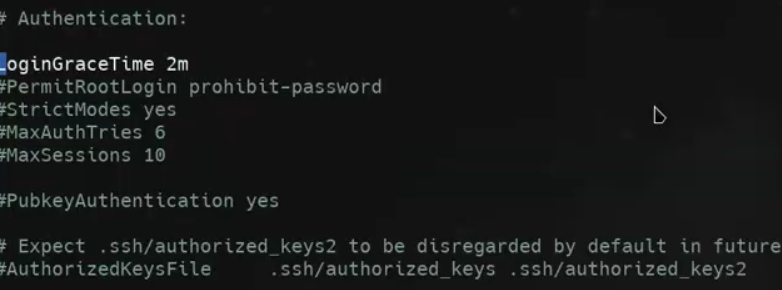 # Authentication:
LoginGraceTime 2m
#PermitRootLogin prohibit-password
#StrictModes yes
#MaxAuthTries 6
#MaxSessions 10
#PubkeyAuthentication yes
# Expect .ssh/authorized_keys2 to be disregarded by default in future
#AuthorizedKeysFile .ssh/authorized_keys .ssh/authorized_keys2